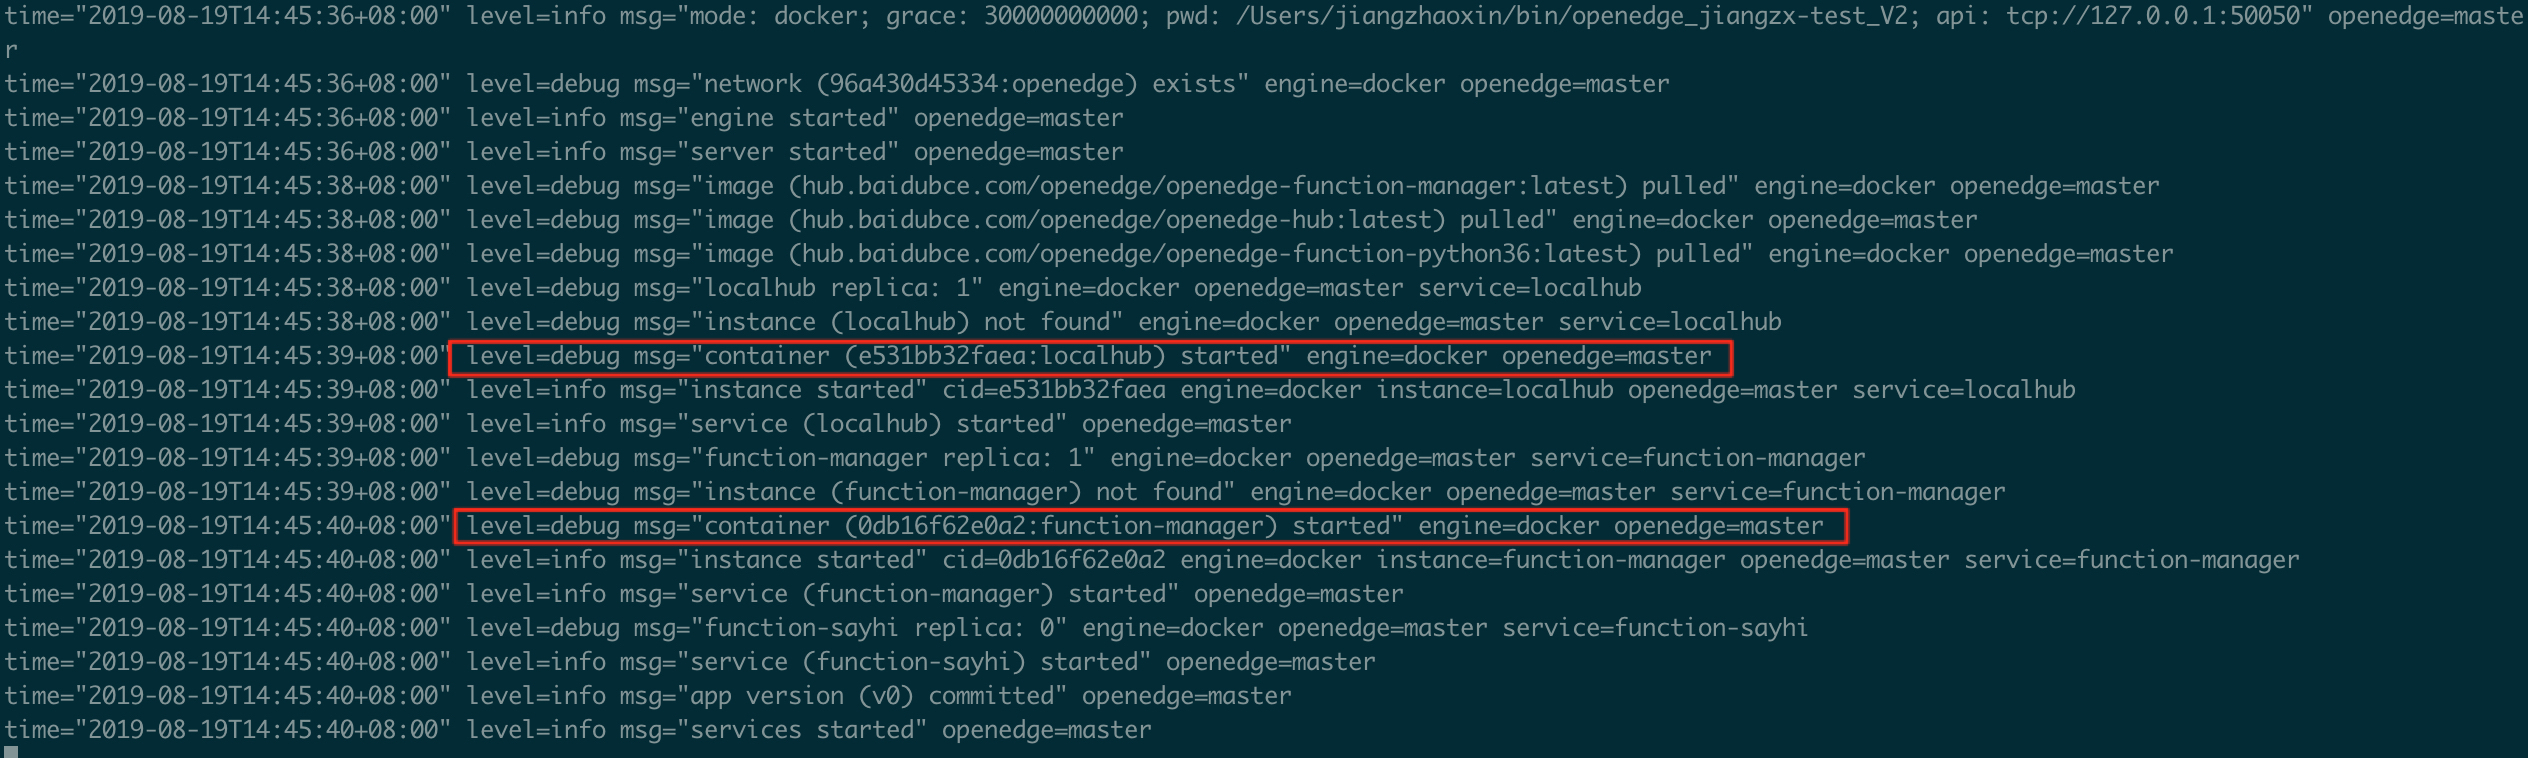 time="2019-08-19T14:45:36+08:00" level=info msg="mode: docker; grace: 30000000000; pwd: /Users/jiangzhaoxin/bin/openedge_jiangzx-test_V2; api: tcp://127.0.0.1:50050" openedge=maste
r
time="2019-08-19T14:45:36+08:00" level=debug msg="network (96a430d45334:openedge) exists" engine=docker openedge=master
time="2019-08-19T14:45:36+08:00" level=info msg="engine started" openedge=master
time="2019-08-19T14:45:36+08:00" level=info msg="server started" openedge=master
time="2019-08-19T14:45:38+08:00" level=debug msg="image (hub.baidubce.com/openedge/openedge-function-manager:latest) pulled" engine=docker openedge=master
time="2019-08-19T14:45:38+08:00" level=debug msg="image (hub.baidubce.com/openedge/openedge-hub:latest) pulled" engine=docker openedge=master
time="2019-08-19T14:45:38+08:00" level=debug msg="image (hub.baidubce.com/openedge/openedge-function-python36:latest) pulled" engine=docker openedge=master
time="2019-08-19T14:45:38+08:00" level=debug msg="localhub replica: 1" engine=docker openedge=master service=localhub
time="2019-08-19T14:45:38+08:00" level=debug msg="instance (localhub) not found" engine=docker openedge=master service=localhub
time="2019-08-19T14:45:39+08:00" level=debug msg="container (e531bb32faea:localhub) started" engine=docker openedge=master
time="2019-08-19T14:45:39+08:00" level=info msg="instance started" cid=e531bb32faea engine=docker instance=localhub openedge=master service=localhub
time="2019-08-19T14:45:39+08:00" level=info msg="service (localhub) started" openedge=master
time="2019-08-19T14:45:39+08:00" level=debug msg="function-manager replica: 1" engine=docker openedge=master service=function-manager
time="2019-08-19T14:45:39+08:00" level=debug msg="instance (function-manager) not found" engine=docker openedge=master service=function-manager
time="2019-08-19T14:45:40+08:00" level=debug msg="container (0db16f62e0a2:function-manager) started" engine=docker openedge=master
time="2019-08-19T14:45:40+08:00" level=info msg="instance started" cid=0db16f62e0a2 engine=docker instance=function-manager openedge=master service=function-manager
time="2019-08-19T14:45:40+08:00" level=info msg="service (function-manager) started" openedge=master
time="2019-08-19T14:45:40+08:00" level=debug msg="function-sayhi replica: 0" engine=docker openedge=master service=function-sayhi
time="2019-08-19T14:45:40+08:00" level=info msg="service (function-sayhi) started" openedge=master
time="2019-08-19T14:45:40+08:00" level=info msg="app version (v0) committed" openedge=master
time="2019-08-19T14:45:40+08:00" level=info msg="services started" openedge=master